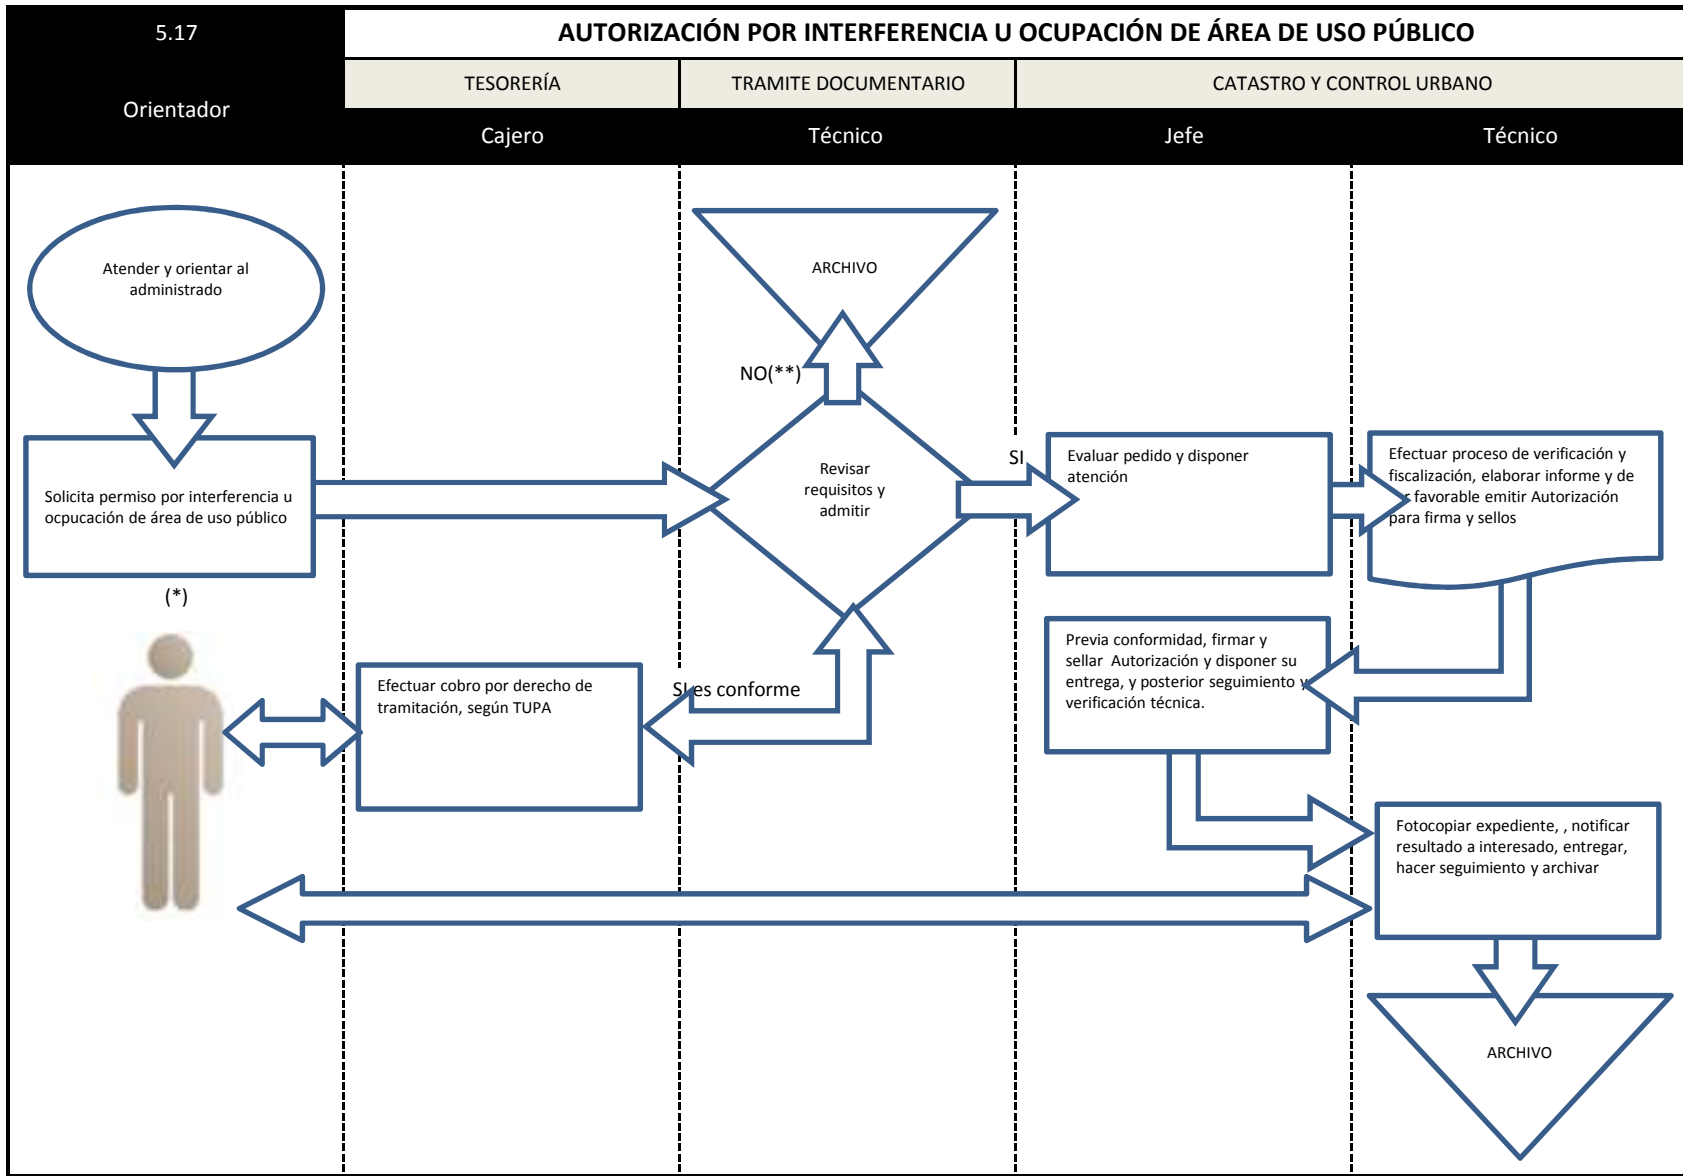 5.17
Orientador
AUTORIZACIÓN POR INTERFERENCIA U OCUPACIÓN DE ÁREA DE USO PÚBLICO
TESORERÍA
TRAMITE DOCUMENTARIO
CATASTRO Y CONTROL URBANO
Cajero
Técnico
Jefe
Técnico
Atender y orientar al
administrado
ARCHIVO
NO(**)
Solicita permiso por interferencia u
ocpucación de área de uso público
(*)
Revisar
requisitos y
admitir
SI
Evaluar pedido y disponer
atención
Efectuar proceso de verificación y
fiscalización, elaborar informe y de
favorable emitir Autorización
para firma y sellos
Efectuar cobro por derecho de
tramitación, según TUPA
SI es conforme
Previa conformidad, firmar y
sellar Autorización y disponer su
entrega, y posterior seguimiento y
verificación técnica.
Fotocopiar expediente, , notificar
resultado a interesado, entregar,
hacer seguimiento y archivar
ARCHIVO